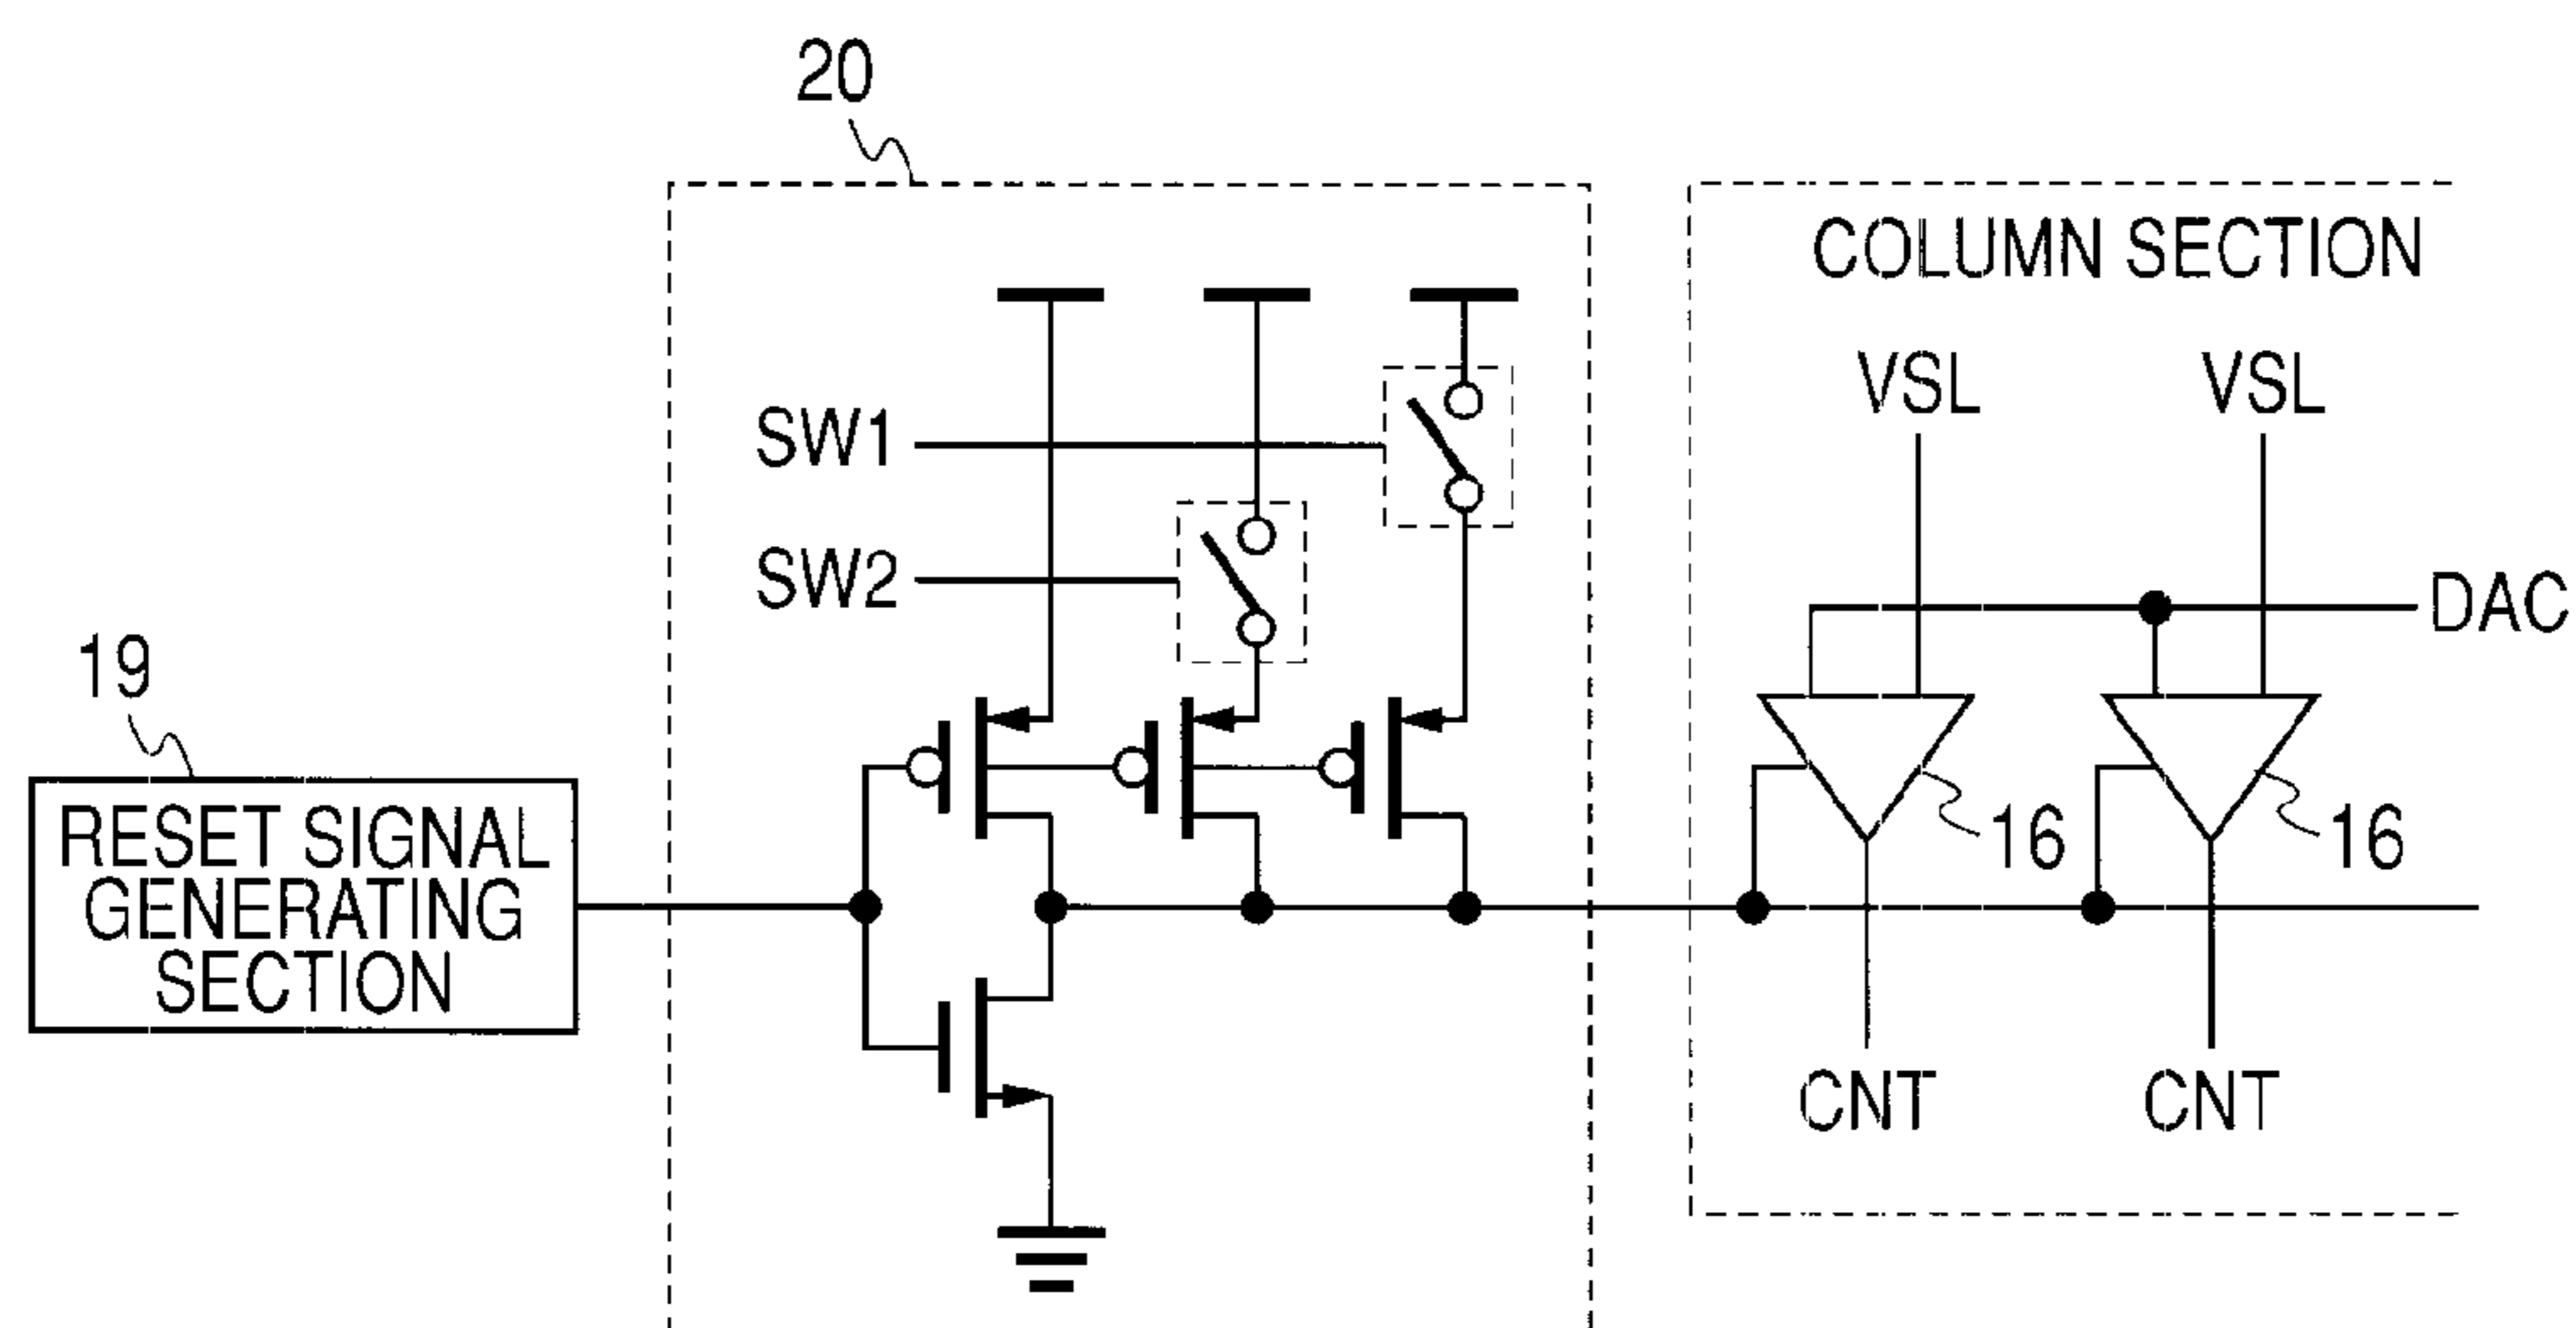 20
COLUMN SECTION
VSL VSL
SW1
SW2
DAC
19
RESET SIGNAL
GENERATING
SECTION
16 16
CNT CNT